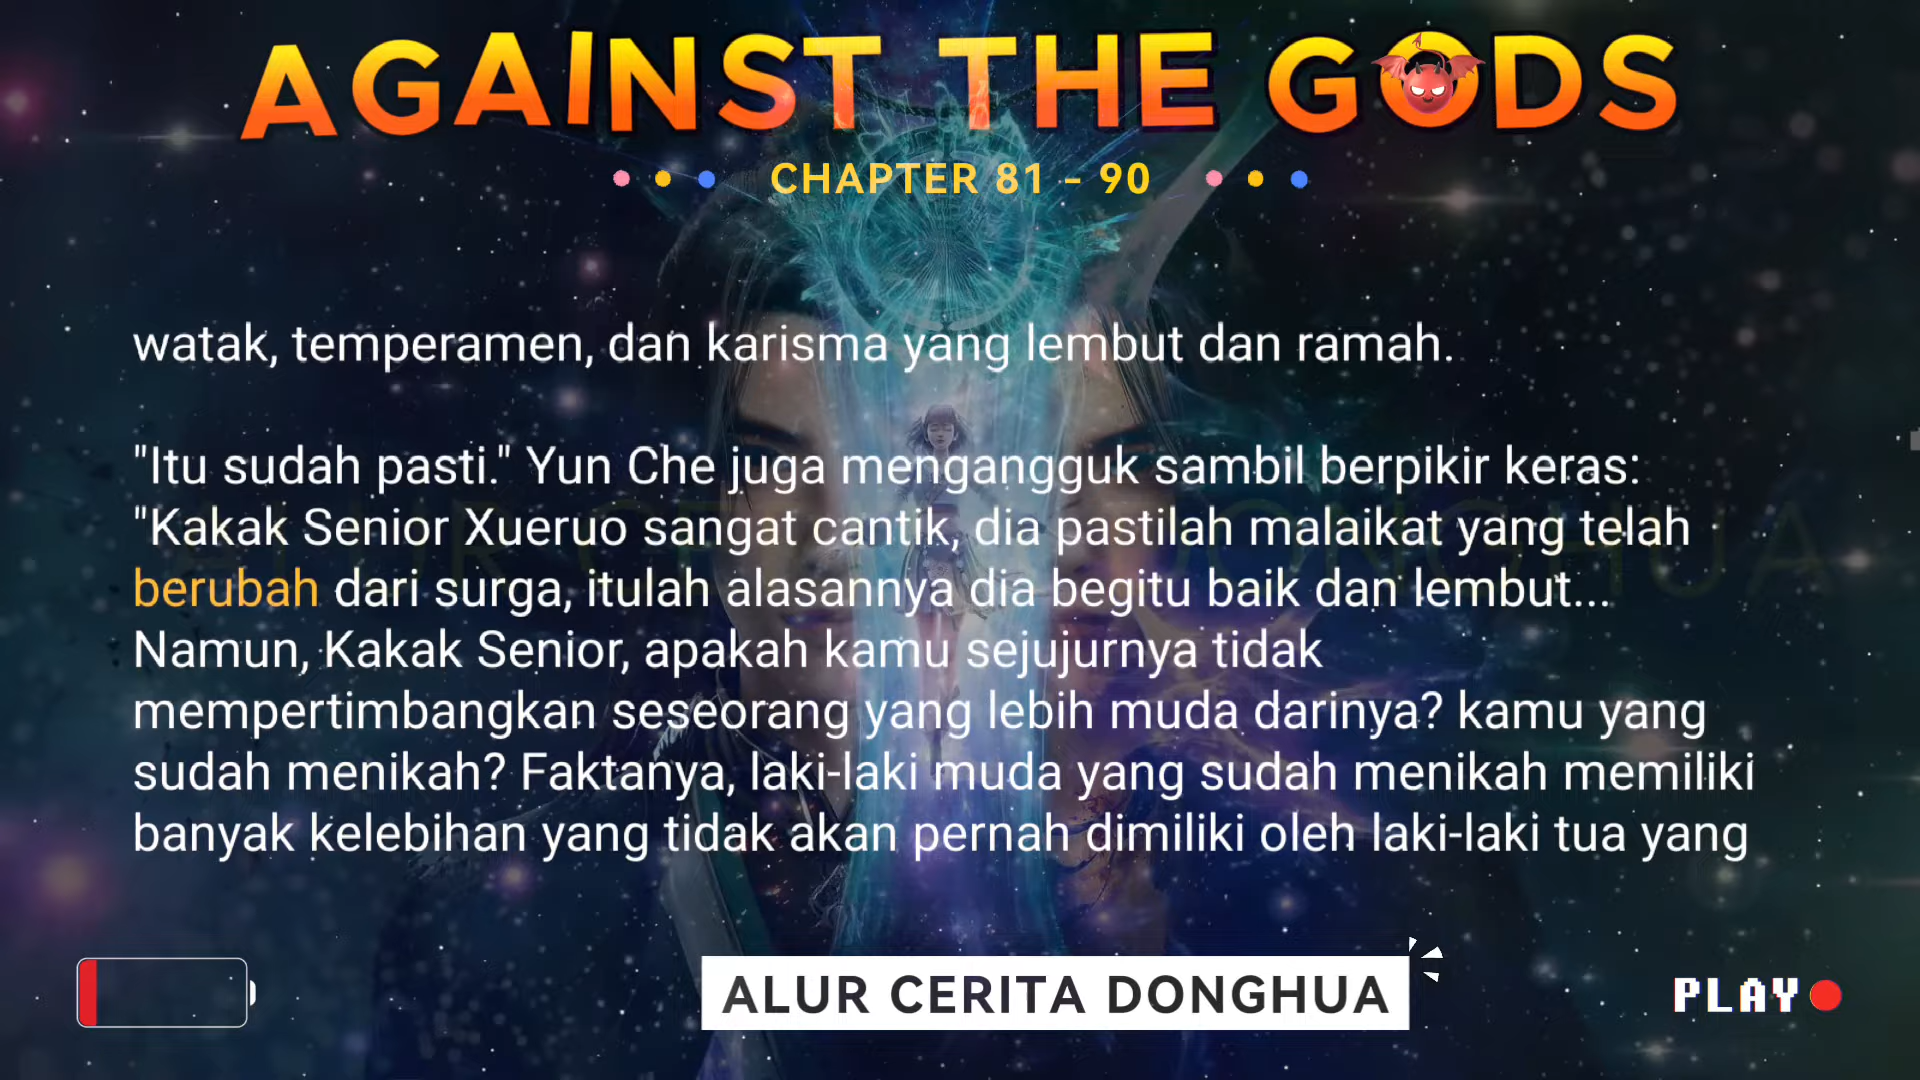 AGAINST THE GODS
CHAPTER 81 - 90
watak, temperamen, dan karisma yang lembut dan ramah.
"Itu sudah pasti." Yun Che juga mengangguk sambil berpikir keras:
"Kakak Senior Xueruo sangat cantik, dia pastilah malaikat yang telah
berubah dari surga, itulah alasannya dia begitu baik dan lembut...
Namun, Kakak Senior, apakah kamu sejujurnya tidak
mempertimbangkan seseorang yang lebih muda darinya? kamu yang
sudah menikah? Faktanya, laki-laki muda yang sudah menikah memiliki
banyak kelebihan yang tidak akan pernah dimiliki oleh laki-laki tua yang
ALUR CERITA DONGHUA
PLAY